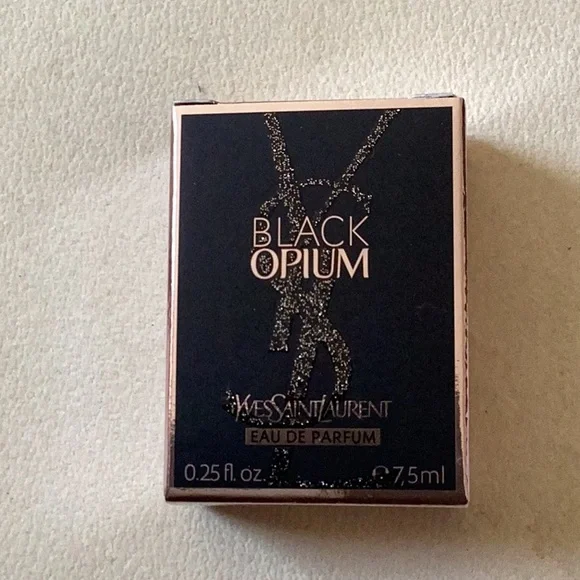 BLACK
OPIUM
YVESSAINTLAURENT
EAU DE PARFUM
0.25 fl. oz. ℮ 7,5ml